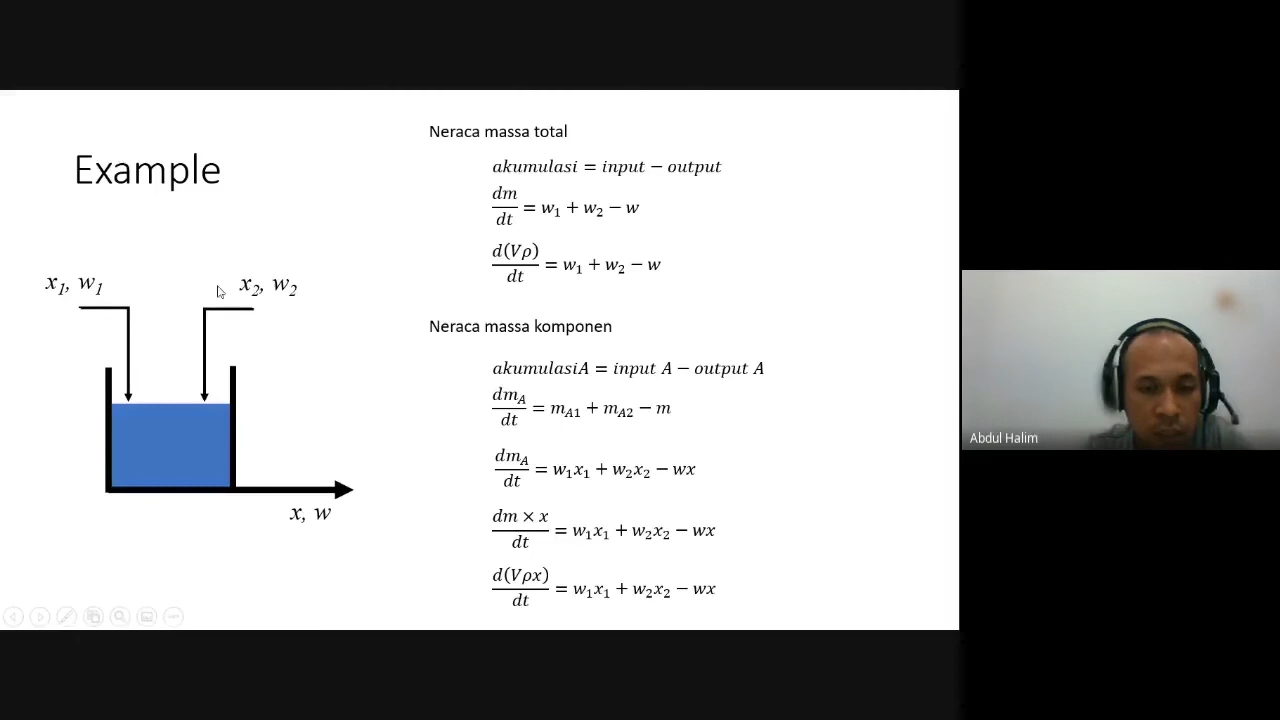 Example
x1, w1
x2, w2
x, w
Neraca massa total
akumulasi = input − output
dm/dt = w1 + w2 − w
d(Vρ)/dt = w1 + w2 − w
Neraca massa komponen
akumulasiA = input A − output A
dmA/dt = mA1 + mA2 − m
dmA/dt = w1x1 + w2x2 − wx
dm × x/dt = w1x1 + w2x2 − wx
d(Vρx)/dt = w1x1 + w2x2 − wx
Abdul Halim